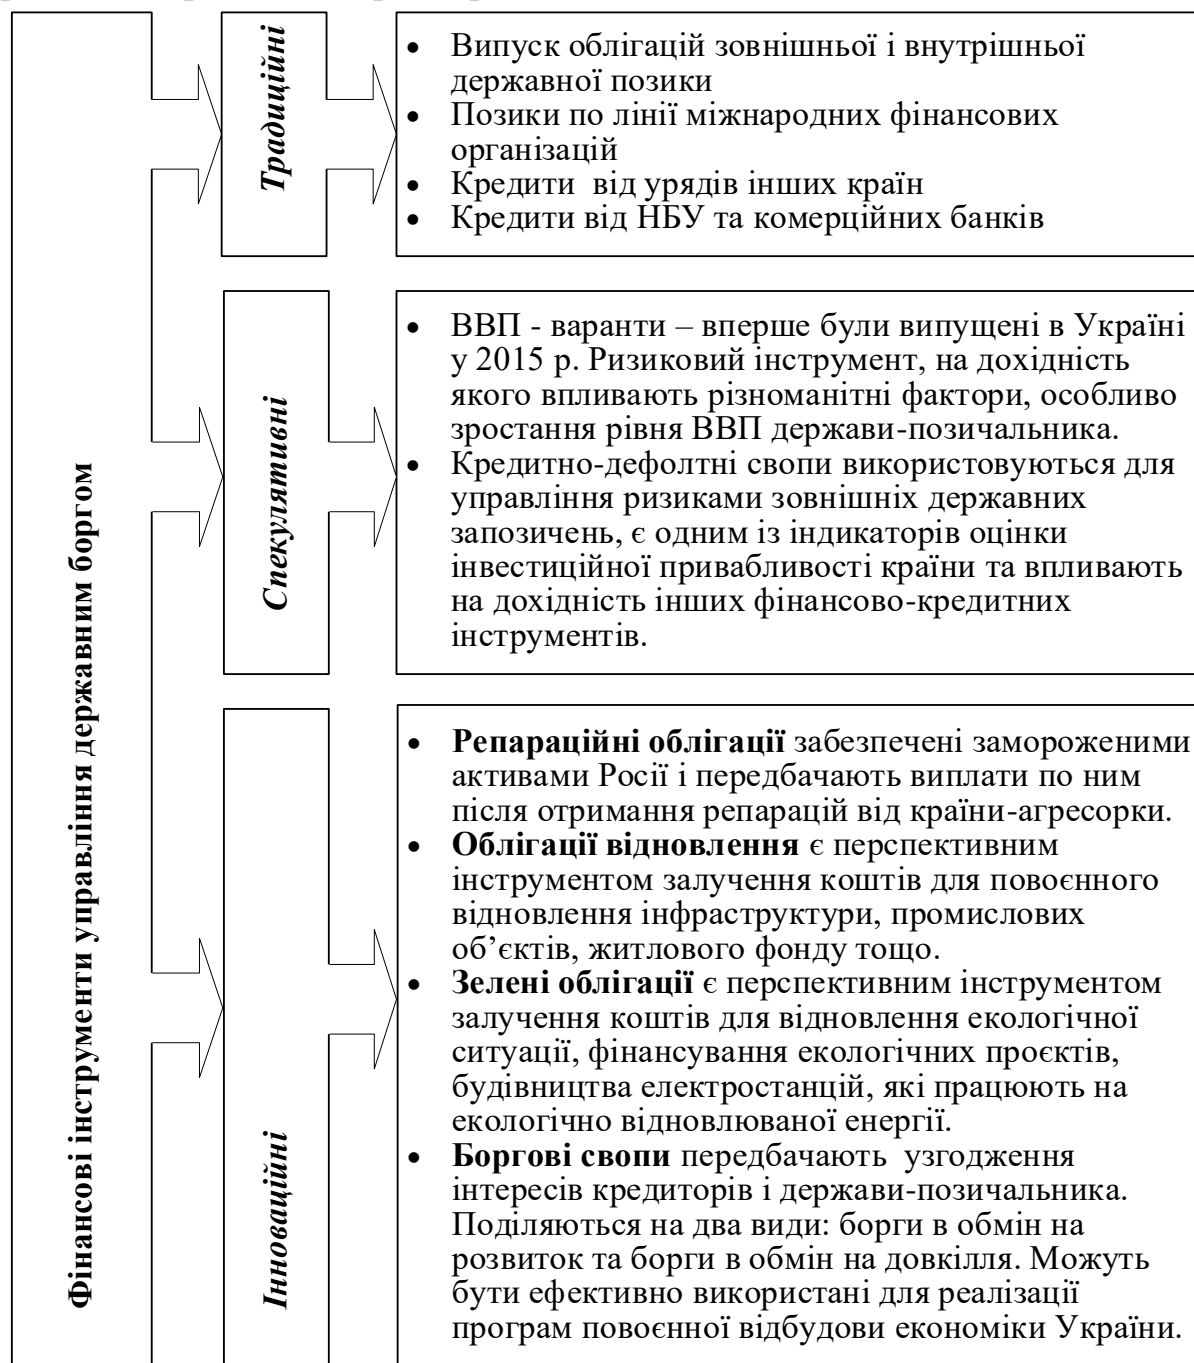 Фінансові інструменти управління державним боргом
Традиційні
• Випуск облігацій зовнішньої і внутрішньої
державної позики
• Позики по лінії міжнародних фінансових
організацій
• Кредити від урядів інших країн
• Кредити від НБУ та комерційних банків
Спекулятивні
• ВВП - варанти – вперше були випущені в Україні
у 2015 р. Ризиковий інструмент, на дохідність
якого впливають різноманітні фактори, особливо
зростання рівня ВВП держави-позичальника.
• Кредитно-дефолтні свопи використовуються для
управління ризиками зовнішніх державних
запозичень, є одним із індикаторів оцінки
інвестиційної привабливості країни та впливають
на дохідність інших фінансово-кредитних
інструментів.
Інноваційні
• Репараційні облігації забезпечені замороженими
активами Росії і передбачають виплати по ним
після отримання репарацій від країни-агресорки.
• Облігації відновлення є перспективним
інструментом залучення коштів для повоєнного
відновлення інфраструктури, промислових
об’єктів, житлового фонду тощо.
• Зелені облігації є перспективним інструментом
залучення коштів для відновлення екологічної
ситуації, фінансування екологічних проєктів,
будівництва електростанцій, які працюють на
екологічно відновлюваної енергії.
• Боргові свопи передбачають узгодження
інтересів кредиторів і держави-позичальника.
Поділяються на два види: борги в обмін на
розвиток та борги в обмін на довкілля. Можуть
бути ефективно використані для реалізації
програм повоєнної відбудови економіки України.